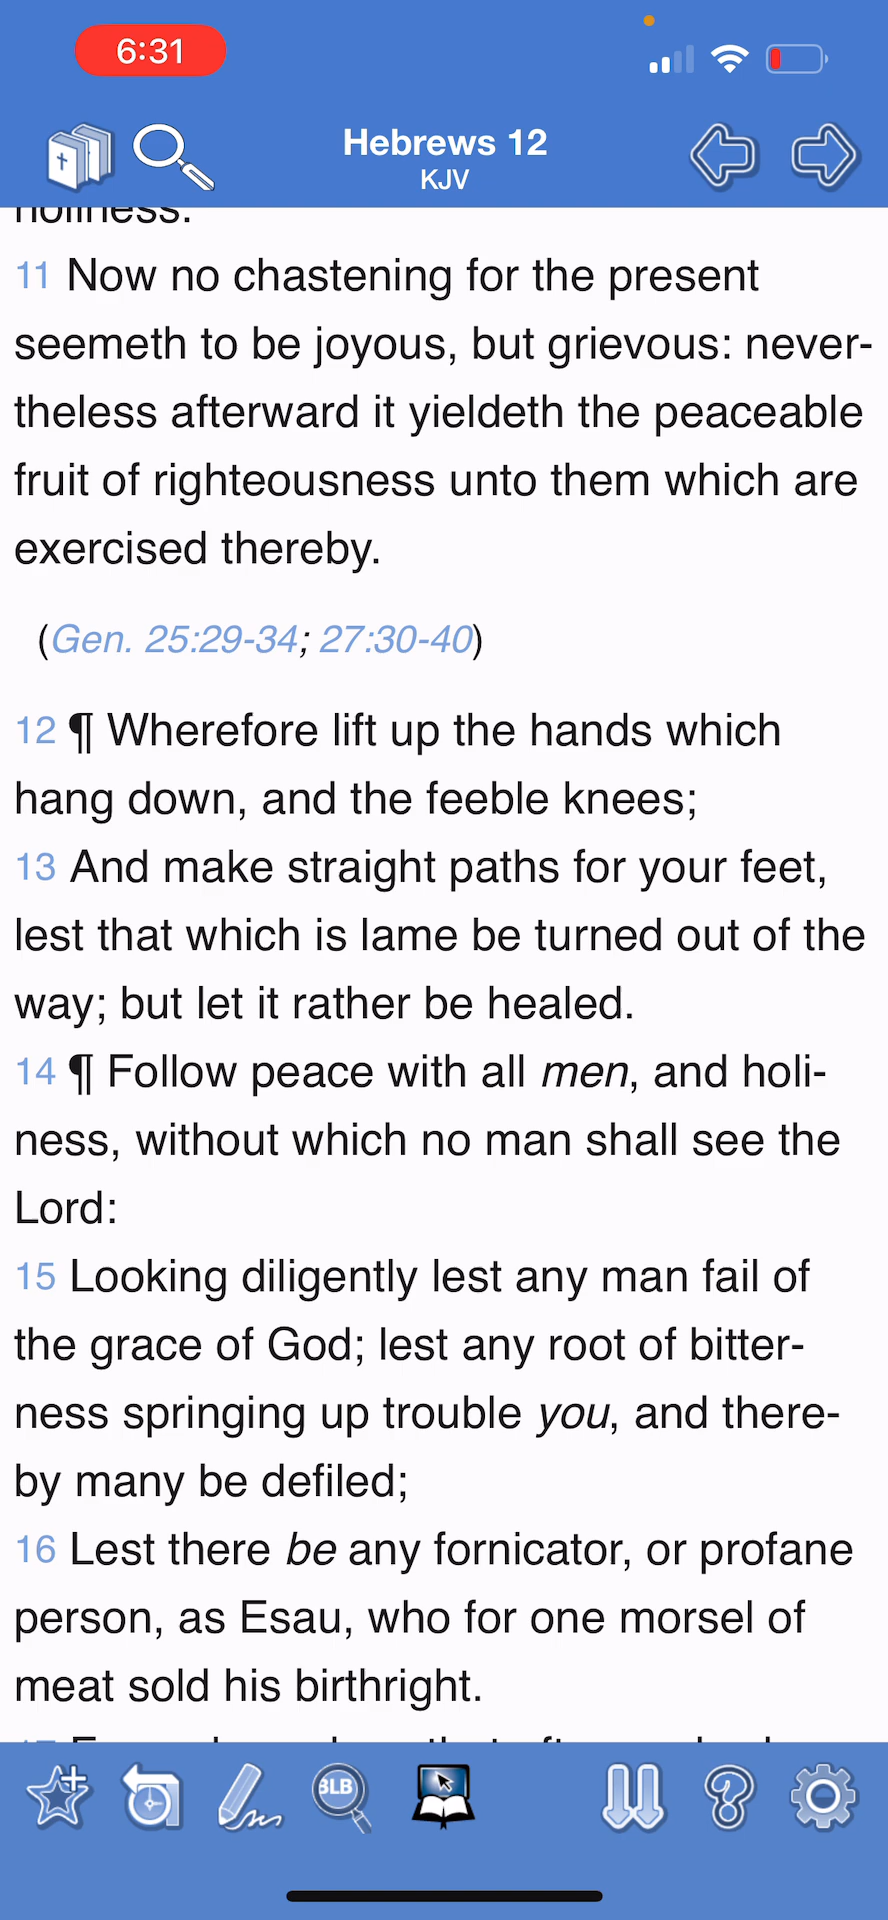 6:31
Hebrews 12
KJV
holiness.
11 Now no chastening for the present
seemeth to be joyous, but grievous: never-
theless afterward it yieldeth the peaceable
fruit of righteousness unto them which are
exercised thereby.
(Gen. 25:29-34; 27:30-40)
12 ¶ Wherefore lift up the hands which
hang down, and the feeble knees;
13 And make straight paths for your feet,
lest that which is lame be turned out of the
way; but let it rather be healed.
14 ¶ Follow peace with all men, and holi-
ness, without which no man shall see the
Lord:
15 Looking diligently lest any man fail of
the grace of God; lest any root of bitter-
ness springing up trouble you, and there-
by many be defiled;
16 Lest there be any fornicator, or profane
person, as Esau, who for one morsel of
meat sold his birthright.
BLB